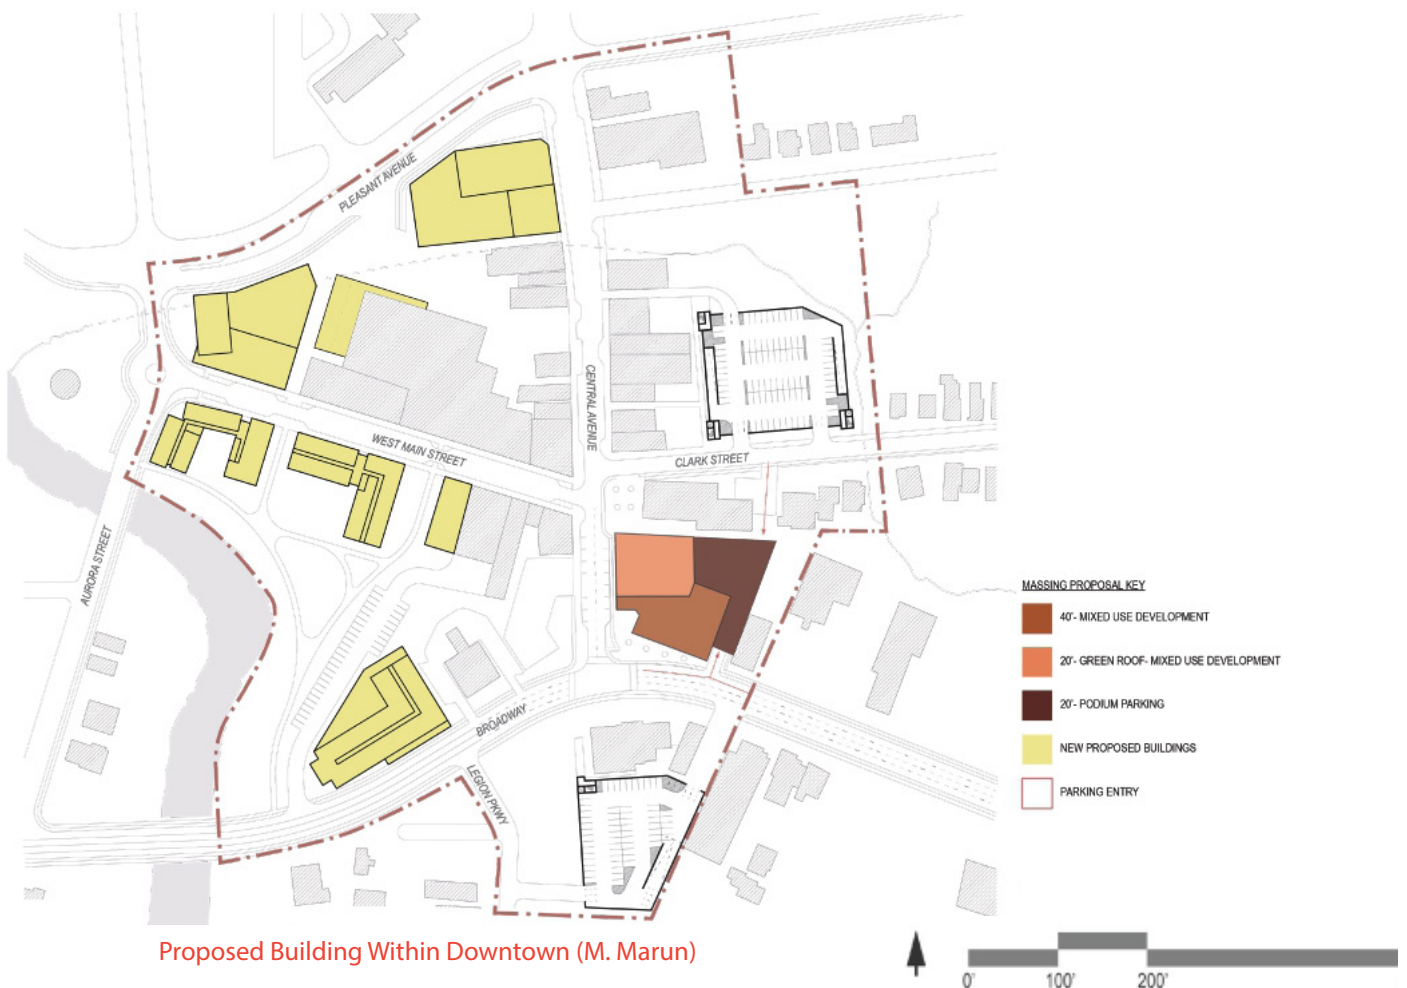 PLEASANT AVENUE
CENTRAL AVENUE
WEST MAIN STREET
CLARK STREET
AURORA STREET
BROADWAY
LEGION PKWY
MASSING PROPOSAL KEY
40'- MIXED USE DEVELOPMENT
20'- GREEN ROOF- MIXED USE DEVELOPMENT
20'- PODIUM PARKING
NEW PROPOSED BUILDINGS
PARKING ENTRY
Proposed Building Within Downtown (M. Marun)
0' 100' 200'